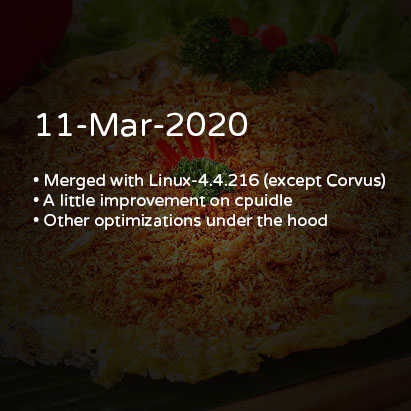 11-Mar-2020
• Merged with Linux-4.4.216 (except Corvus)
• A little improvement on cpuidle
• Other optimizations under the hood